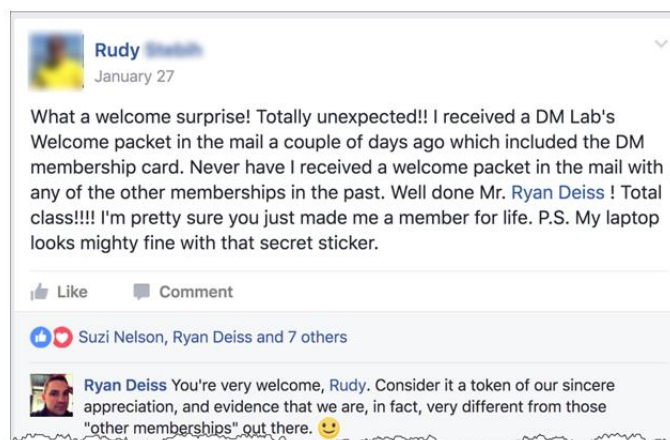 Rudy
January 27
What a welcome surprise! Totally unexpected!! I received a DM Lab's
Welcome packet in the mail a couple of days ago which included the DM
membership card. Never have I received a welcome packet in the mail with
any of the other memberships in the past. Well done Mr. Ryan Deiss ! Total
class!!!! I'm pretty sure you just made me a member for life. P.S. My laptop
looks mighty fine with that secret sticker.
Like Comment
Suzi Nelson, Ryan Deiss and 7 others
Ryan Deiss You're very welcome, Rudy. Consider it a token of our sincere
appreciation, and evidence that we are, in fact, very different from those
"other memberships" out there.